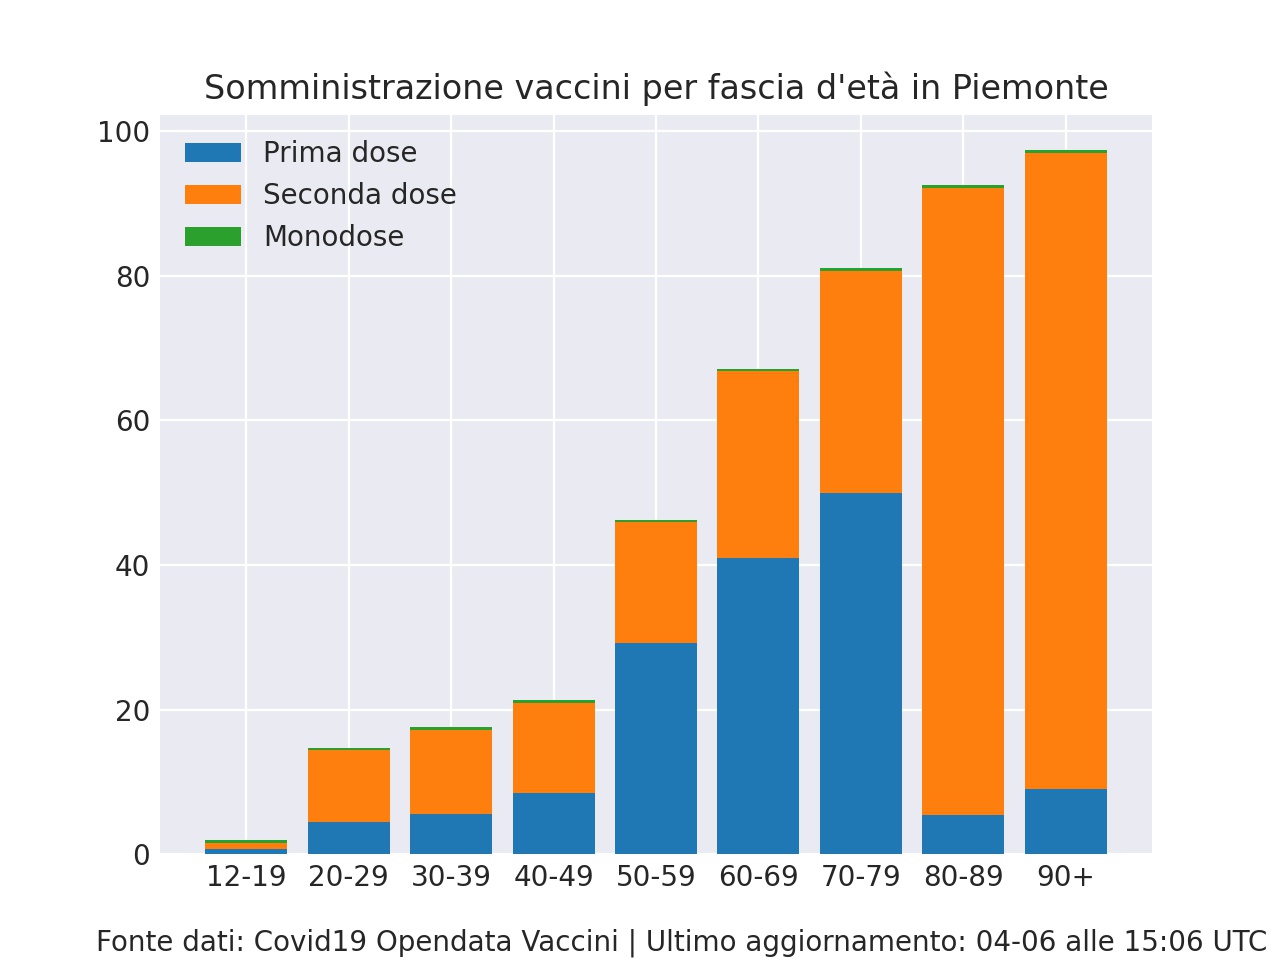 Somministrazione vaccini per fascia d'età in Piemonte
100
80
60
40
20
0
Prima dose
Seconda dose
Monodose
12-19 20-29 30-39 40-49 50-59 60-69 70-79 80-89 90+
Fonte dati: Covid19 Opendata Vaccini | Ultimo aggiornamento: 04-06 alle 15:06 UTC